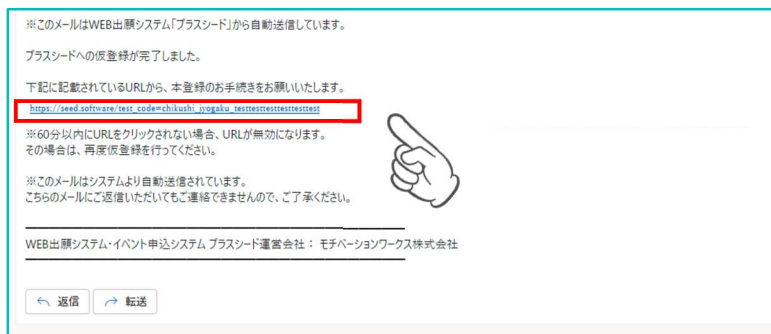 ※このメールはWEB出願システム「プラスシード」から自動送信しています。
プラスシードへの仮登録が完了しました。
下記に記載されているURLから、本登録のお手続きをお願いいたします。
https://seed.software/test_code=chikushi_jyogaku_testtesttesttesttesttest
※60分以内にURLをクリックされない場合、URLが無効になります。
その場合は、再度仮登録を行ってください。
※このメールはシステムより自動送信されています。
こちらのメールにご返信いただいてもご連絡できませんので、ご了承ください。
WEB出願システム・イベント申込システム プラスシード運営会社： モチベーションワークス株式会社
返信 転送